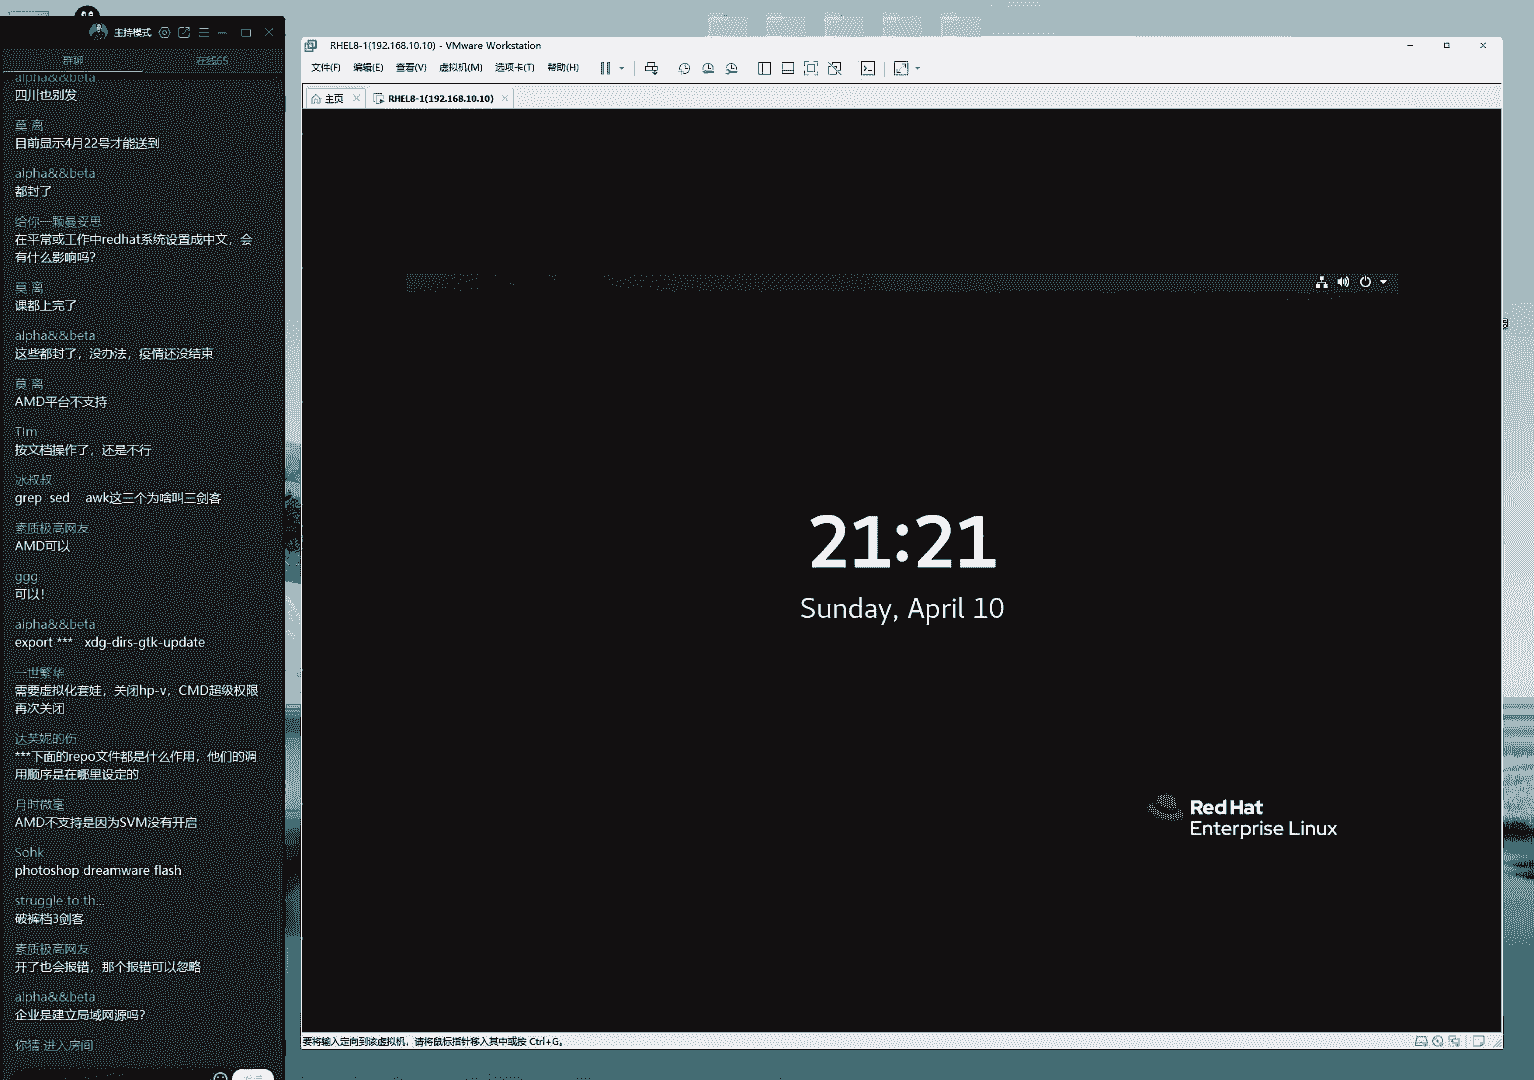 主持模式
群聊
在线65
alpha&&beta
四川也别发
莫 离
目前显示4月22号才能送到
alpha&&beta
都封了
给你一颗曼妥思
在平常或工作中redhat系统设置成中文，会
有什么影响吗？
莫 离
课都上完了
alpha&&beta
这些都封了，没办法，疫情还没结束
莫 离
AMD平台不支持
Tim
按文档操作了，还是不行
冰叔叔
grep sed awk这三个为啥叫三剑客
素质极高网友
AMD可以
ggg
可以！
alpha&&beta
export *** xdg-dirs-gtk-update
一世繁华
需要虚拟化套娃，关闭hp-v，CMD超级权限
再次关闭
达芙妮的伤
***下面的repo文件都是什么作用，他们的调
用顺序是在哪里设定的
月时微毫
AMD不支持是因为SVM没有开启
Sohk
photoshop dreamware flash
struggle to th...
破裤档3剑客
素质极高网友
开了也会报错，那个报错可以忽略
alpha&&beta
企业是建立局域网源吗？
你猜 进入房间
RHEL8-1(192.168.10.10) - VMware Workstation
文件(F) 编辑(E) 查看(V) 虚拟机(M) 选项卡(T) 帮助(H)
主页
RHEL8-1(192.168.10.10)
21:21
Sunday, April 10
Red Hat
Enterprise Linux
要将输入定向到该虚拟机，请将鼠标指针移入其中或按 Ctrl+G。